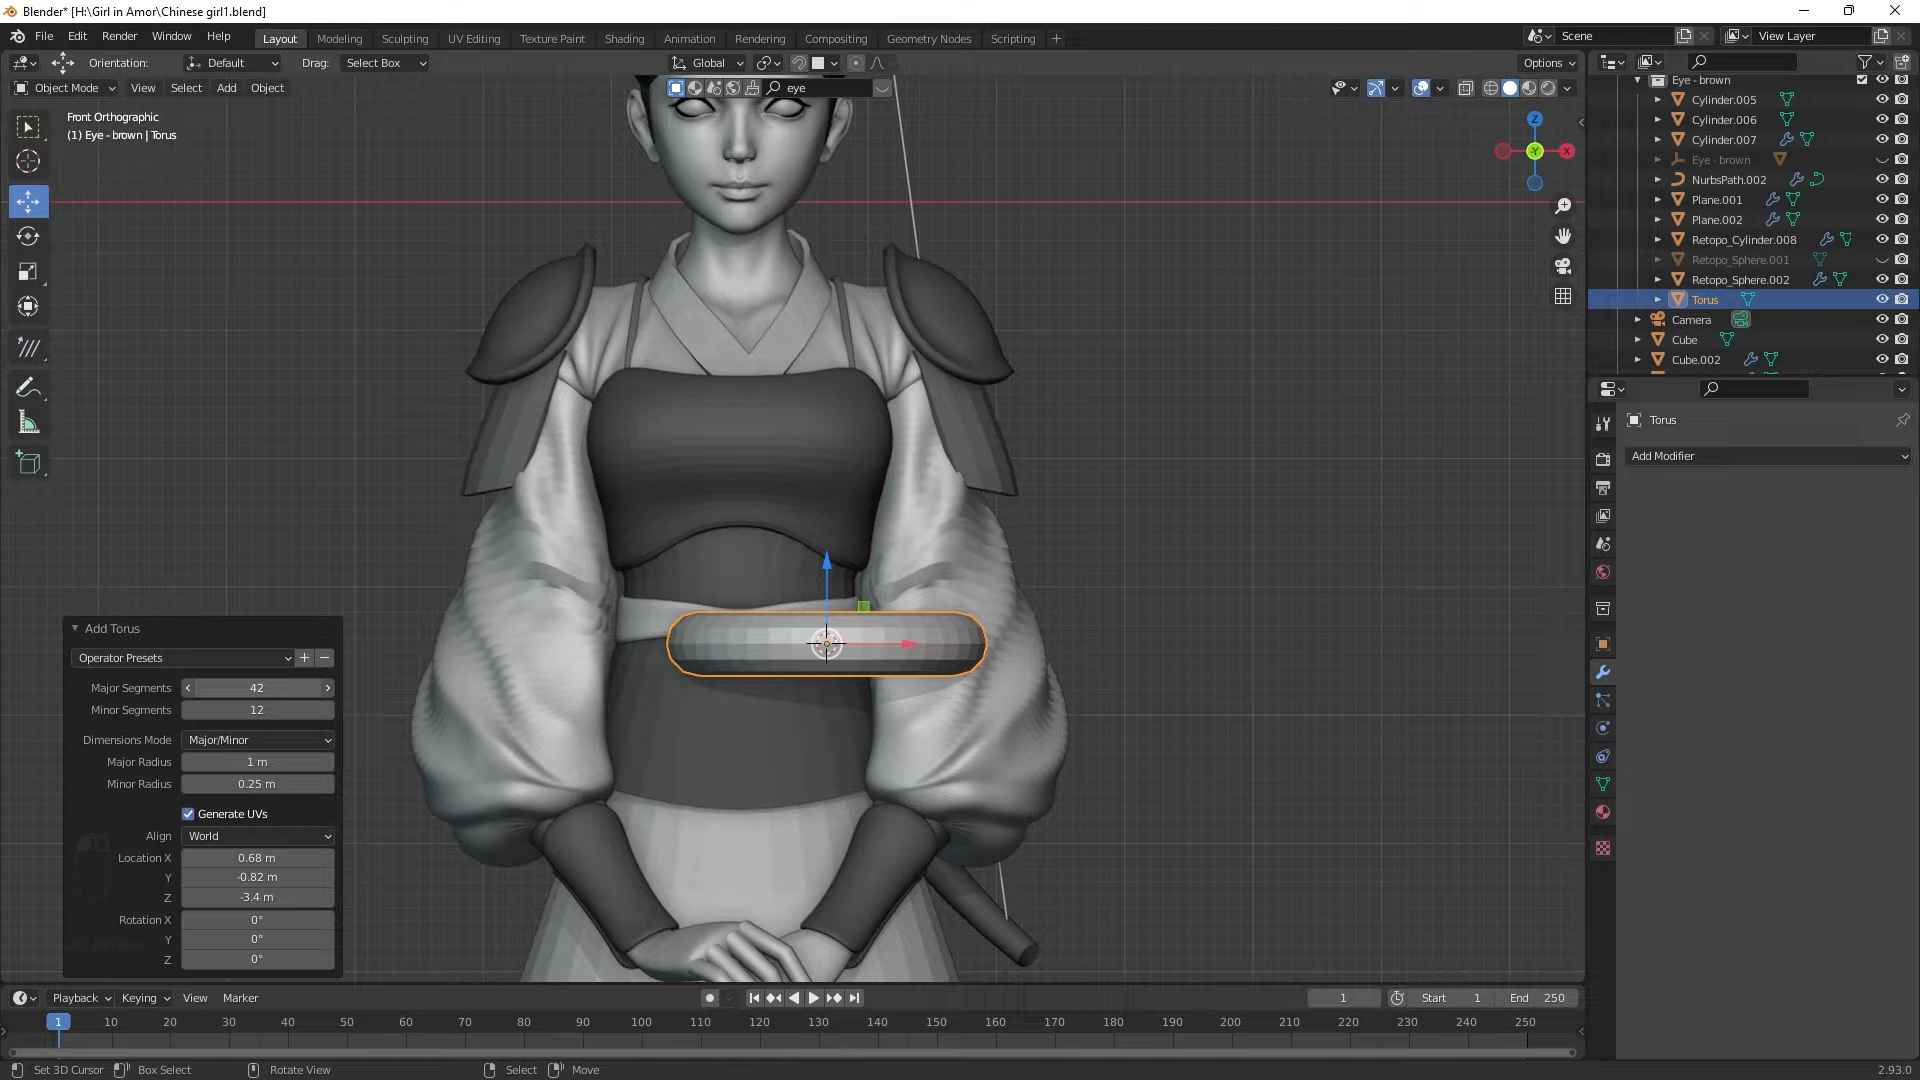 Blender* [H:\Girl in Amor\Chinese girl1.blend]
File Edit Render Window Help Layout Modeling Sculpting UV Editing Texture Paint Shading Animation Rendering Compositing Geometry Nodes Scripting + Scene View Layer
Orientation: Default Drag: Select Box Global Options
Object Mode View Select Add Object eye
Front Orthographic
(1) Eye - brown | Torus
Z
X
Y
Eye - brown
Cylinder.005
Cylinder.006
Cylinder.007
Eye - brown
NurbsPath.002
Plane.001
Plane.002
Retopo_Cylinder.008
Retopo_Sphere.001
Retopo_Sphere.002
Torus
Camera
Cube
Cube.002
Torus
Add Modifier
Add Torus
Operator Presets
Major Segments 42
Minor Segments 12
Dimensions Mode Major/Minor
Major Radius 1 m
Minor Radius 0.25 m
Generate UVs
Align World
Location X 0.68 m
Y -0.82 m
Z -3.4 m
Rotation X 0°
Y 0°
Z 0°
Playback Keying View Marker 1 Start 1 End 250
1 10 20 30 40 50 60 70 80 90 100 110 120 130 140 150 160 170 180 190 200 210 220 230 240 250
Set 3D Cursor Box Select Rotate View Select Move 2.93.0